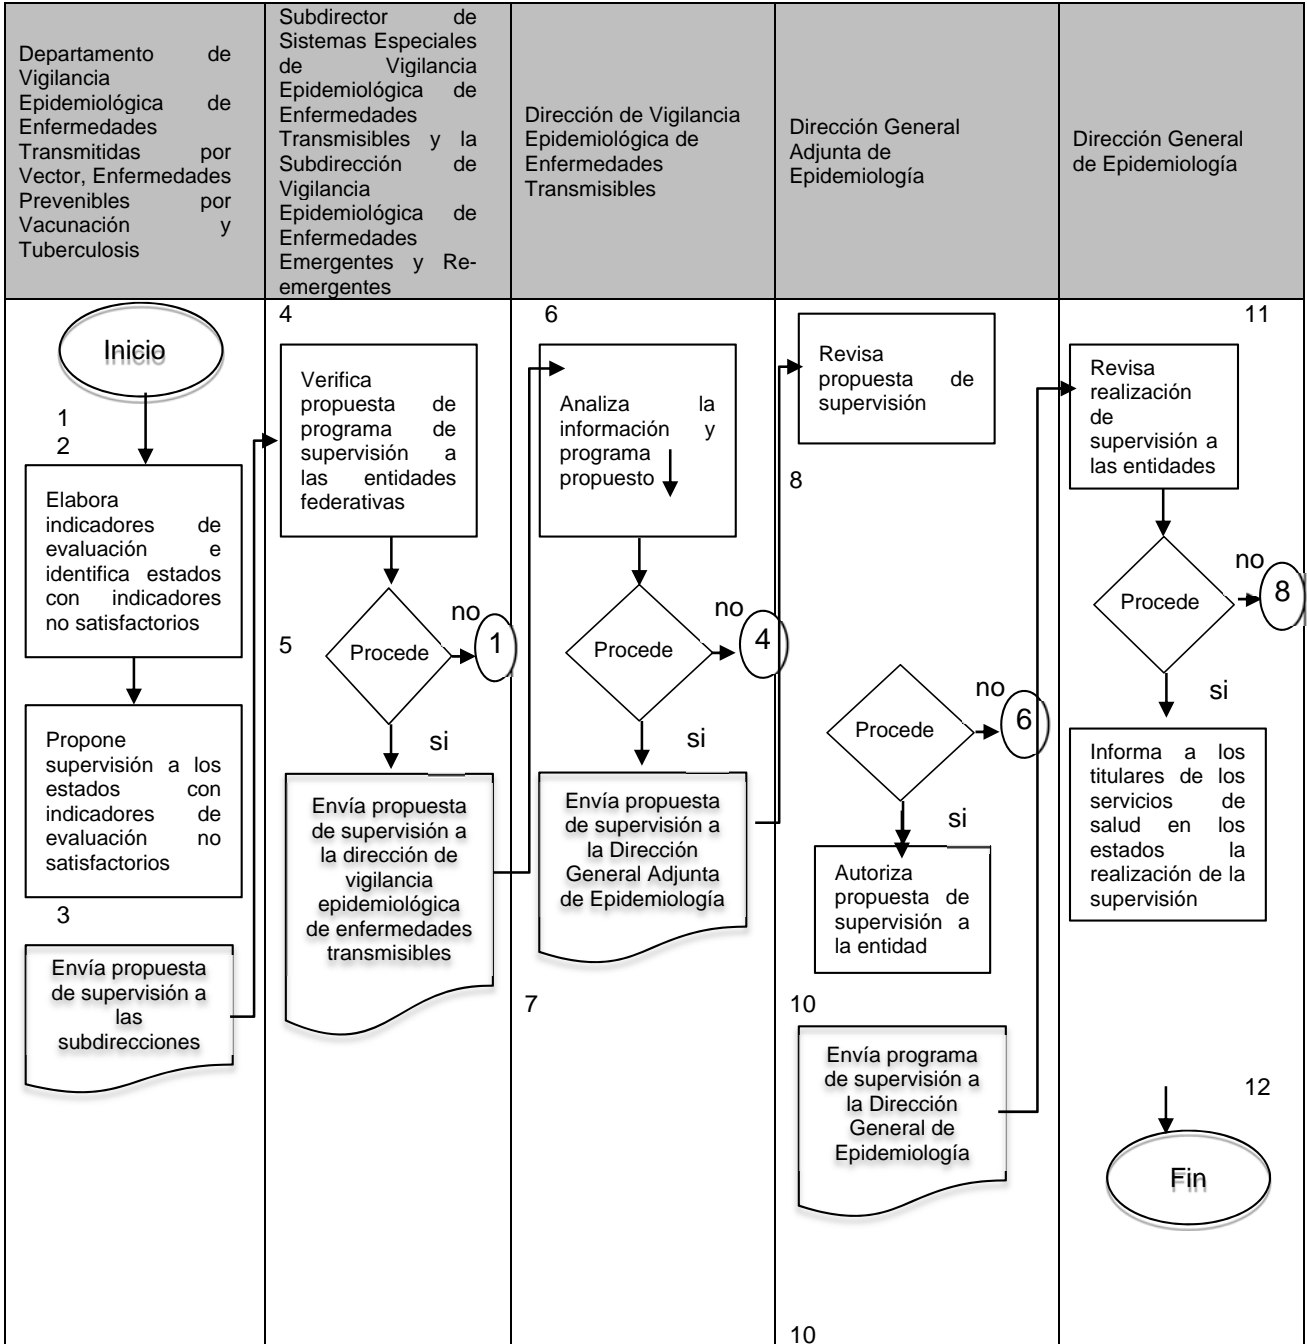 Departamento de
Vigilancia
Epidemiológica de
Enfermedades
Transmitidas por
Vector, Enfermedades
Prevenibles por
Vacunación y
Tuberculosis
Subdirector de
Sistemas Especiales
de Vigilancia
Epidemiológica de
Enfermedades
Transmisibles y la
Subdirección de
Vigilancia
Epidemiológica de
Enfermedades
Emergentes y Re-
emergentes
Dirección de Vigilancia
Epidemiológica de
Enfermedades
Transmisibles
Dirección General
Adjunta de
Epidemiología
Dirección General
de Epidemiología
Inicio
1
2
Elabora
indicadores de
evaluación e
identifica estados
con indicadores
no satisfactorios
Propone
supervisión a los
estados con
indicadores de
evaluación no
satisfactorios
3
Envía propuesta
de supervisión a
las
subdirecciones
4
Verifica
propuesta de
programa de
supervisión a
las entidades
federativas
5
Procede
no
1
si
Envía propuesta
de supervisión a
la dirección de
vigilancia
epidemiológica
de enfermedades
transmisibles
6
Analiza la
información y
programa
propuesto
Procede
no
4
si
Envía propuesta
de supervisión a
la Dirección
General Adjunta
de Epidemiología
7
Revisa
propuesta de
supervisión
8
Procede
no
6
si
Autoriza
propuesta de
supervisión a
la entidad
10
Envía programa
de supervisión a
la Dirección
General de
Epidemiología
10
11
Revisa
realización
de
supervisión a
las entidades
Procede
no
8
si
Informa a los
titulares de los
servicios de
salud en los
estados la
realización de la
supervisión
12
Fin